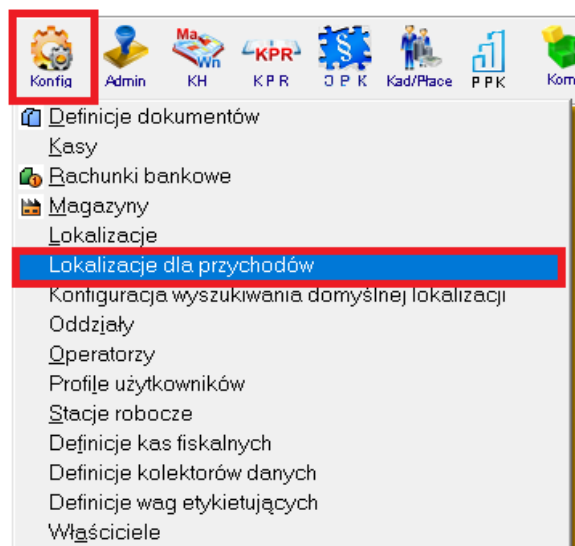 Ma Wn KPR §
Konfig Admin KH K P R J P K Kad/Płace P P K Kom
Definicje dokumentów
Kasy
Rachunki bankowe
Magazyny
Lokalizacje
Lokalizacje dla przychodów
Konfiguracja wyszukiwania domyślnej lokalizacji
Oddziały
Operatorzy
Profile użytkowników
Stacje robocze
Definicje kas fiskalnych
Definicje kolektorów danych
Definicje wag etykietujących
Właściciele